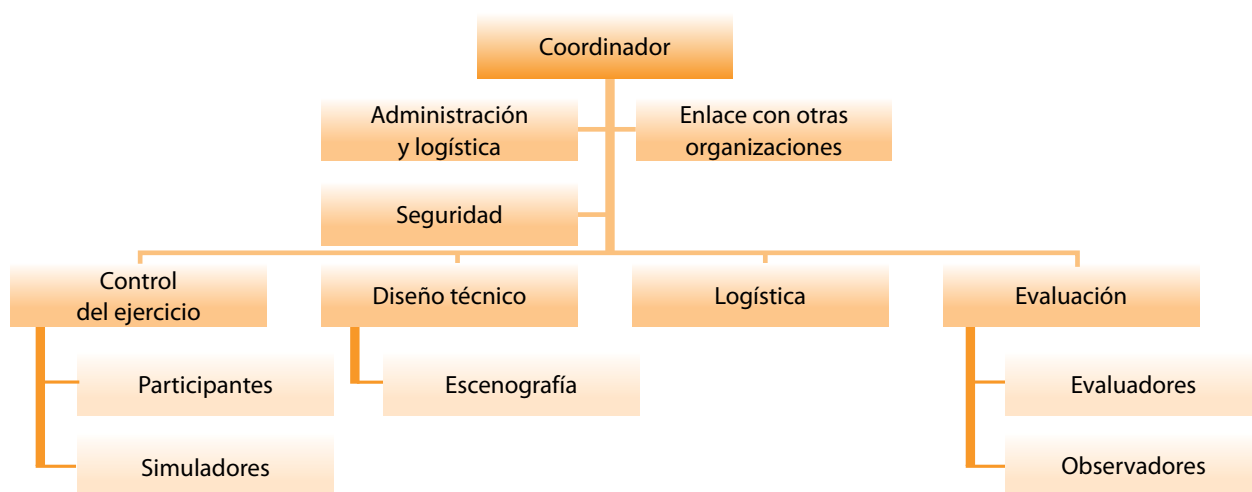 Coordinador
Administración
y logística
Enlace con otras
organizaciones
Seguridad
Control
del ejercicio
Diseño técnico
Logística
Evaluación
Participantes
Escenografía
Evaluadores
Simuladores
Observadores